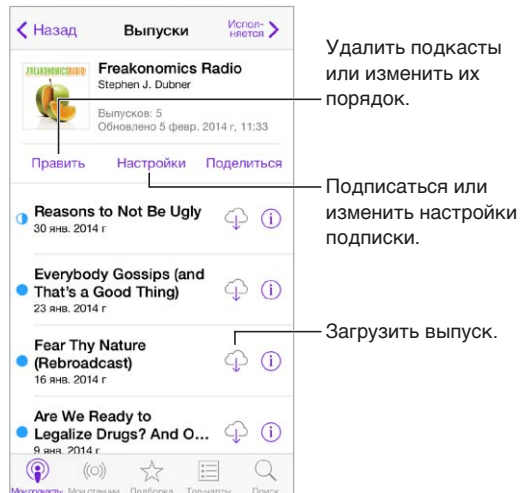 Назад
Выпуски
Испол-
няется
FREAKONOMICS RADIO
Freakonomics Radio
Stephen J. Dubner
Выпусков: 5
Обновлено 5 февр. 2014 г, 11:33
Править
Настройки
Поделиться
Reasons to Not Be Ugly
30 янв. 2014 г
Everybody Gossips (and
That's a Good Thing)
23 янв. 2014 г
Fear Thy Nature
(Rebroadcast)
16 янв. 2014 г
Are We Ready to
Legalize Drugs? And O...
9 янв. 2014 г
Мои подкасты
Мои станции
Подборка
Топ-чарты
Поиск
Удалить подкасты
или изменить их
порядок.
Подписаться или
изменить настройки
подписки.
Загрузить выпуск.